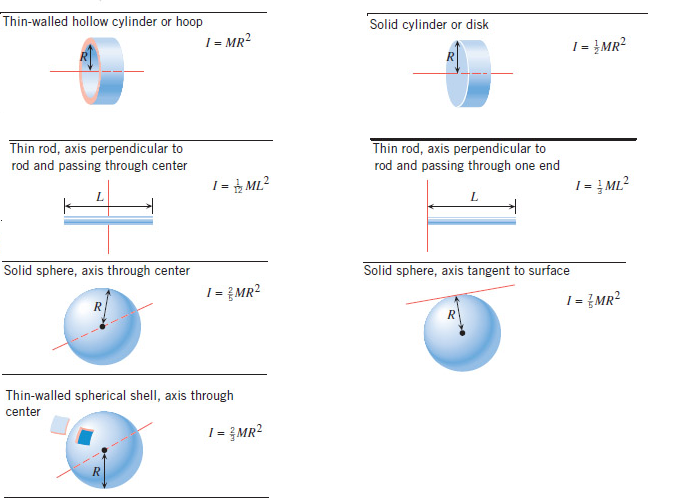 Thin-walled hollow cylinder or hoop
I = MR²
R
Solid cylinder or disk
I = ½MR²
R
Thin rod, axis perpendicular to
rod and passing through center
I = 1/12 ML²
L
Thin rod, axis perpendicular to
rod and passing through one end
I = ⅓ ML²
L
Solid sphere, axis through center
I = ⅖MR²
R
Solid sphere, axis tangent to surface
I = 7/5 MR²
R
Thin-walled spherical shell, axis through
center
I = ⅔MR²
R